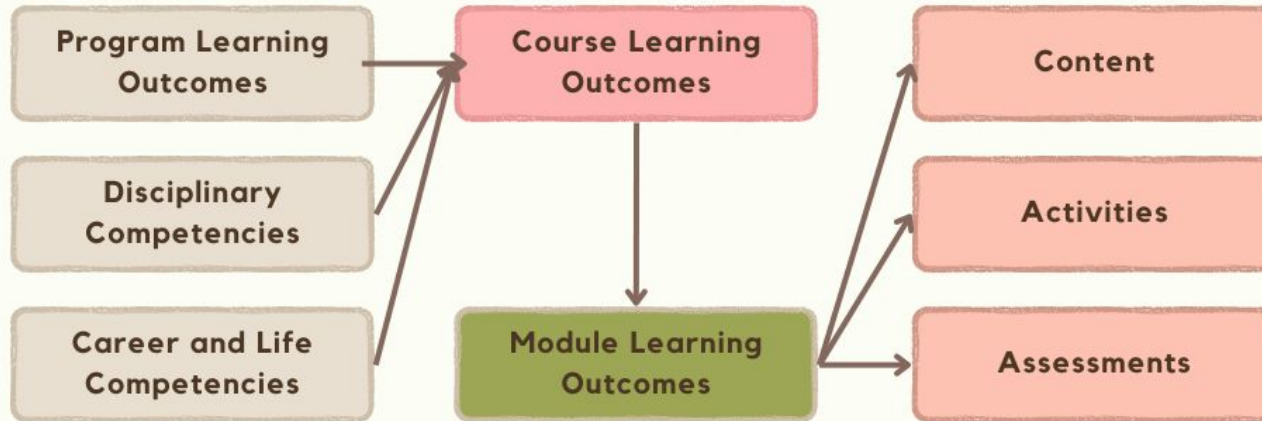 Program Learning
Outcomes
Course Learning
Outcomes
Content
Disciplinary
Competencies
Activities
Career and Life
Competencies
Module Learning
Outcomes
Assessments